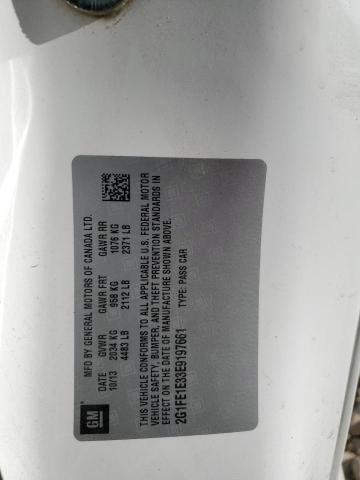 GM
MFD BY GENERAL MOTORS OF CANADA LTD.
DATE GVWR GAWR FRT GAWR RR
10/13 2034 KG 958 KG 1076 KG
4483 LB 2112 LB 2371 LB
THIS VEHICLE CONFORMS TO ALL APPLICABLE U.S. FEDERAL MOTOR
VEHICLE SAFETY, BUMPER, AND THEFT PREVENTION STANDARDS IN
EFFECT ON THE DATE OF MANUFACTURE SHOWN ABOVE.
2G1FE1E33E9197661 TYPE: PASS CAR